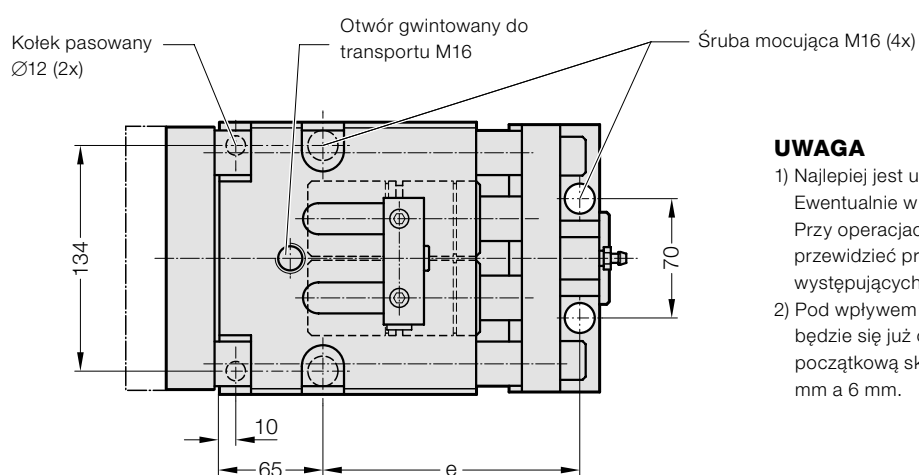 Otwór gwintowany do
transportu M16
Kołek pasowany
Ø12 (2x)
Śruba mocująca M16 (4x)
UWAGA
1) Najlepiej jest u
Ewentualnie w
Przy operacjac
przewidzieć pr
występujących
2) Pod wpływem
będzie się już
początkową sk
mm a 6 mm.
134
70
10
65
e